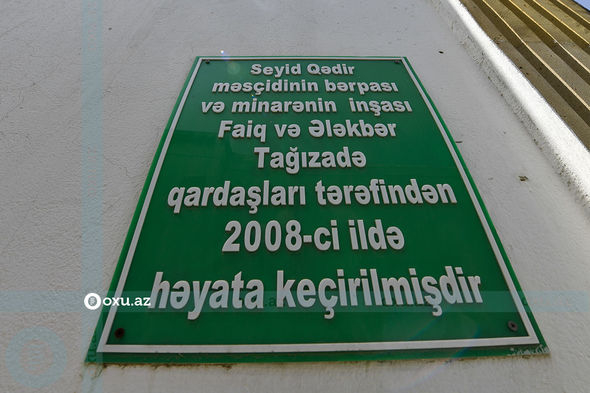 Seyid Qədir
məsçidinin bərpası
və minarənin inşası
Faiq və Ələkbər
Tağızadə
qardaşları tərəfindən
2008-ci ildə
həyata keçirilmişdir
oxu.az